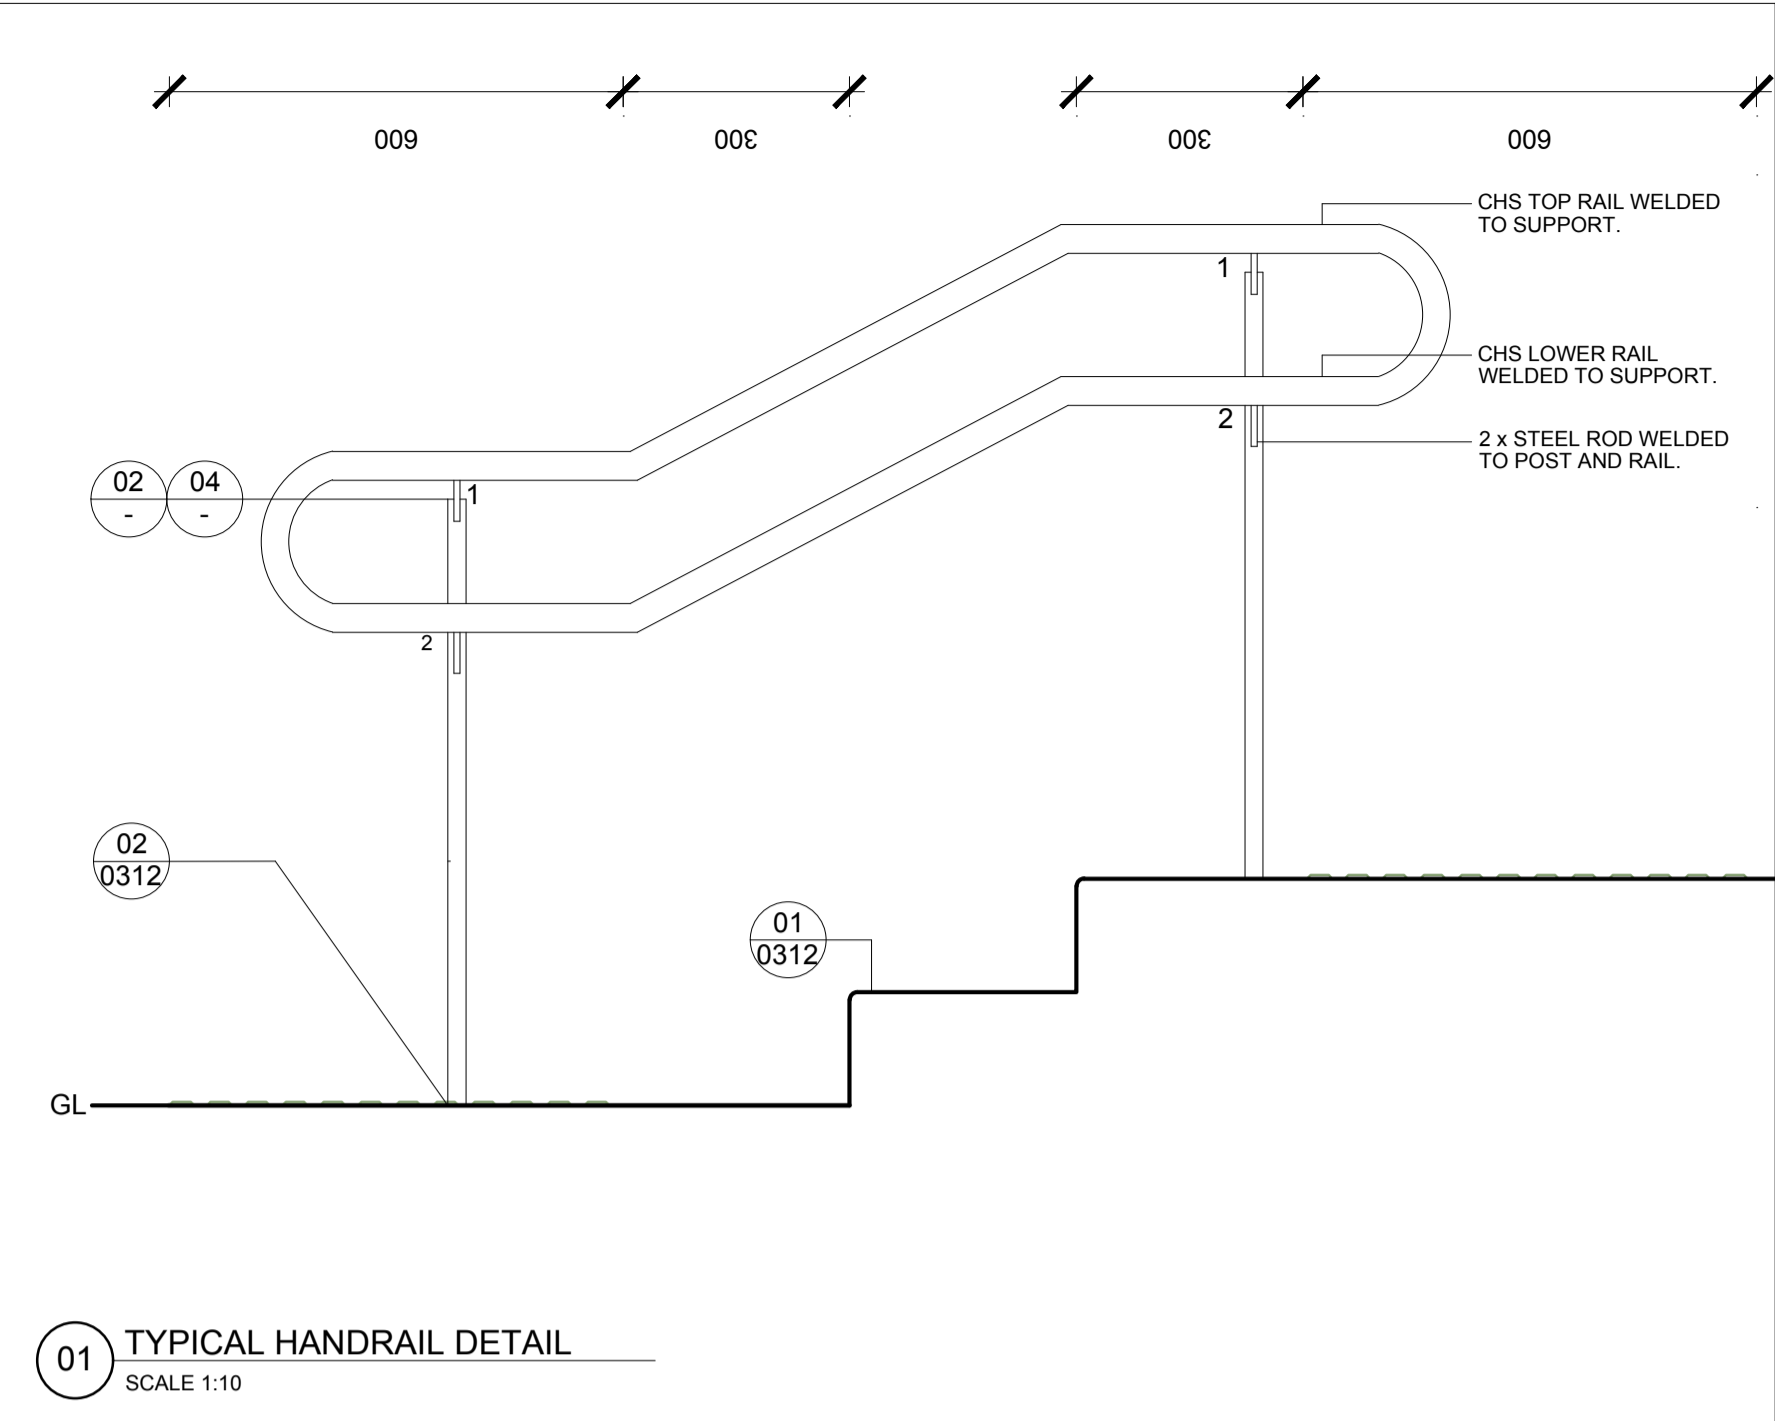 600
300
300
600
CHS TOP RAIL WELDED
TO SUPPORT.
1
CHS LOWER RAIL
WELDED TO SUPPORT.
2
2 x STEEL ROD WELDED
TO POST AND RAIL.
02
-
04
-
1
2
02
0312
01
0312
GL
01
TYPICAL HANDRAIL DETAIL
SCALE 1:10